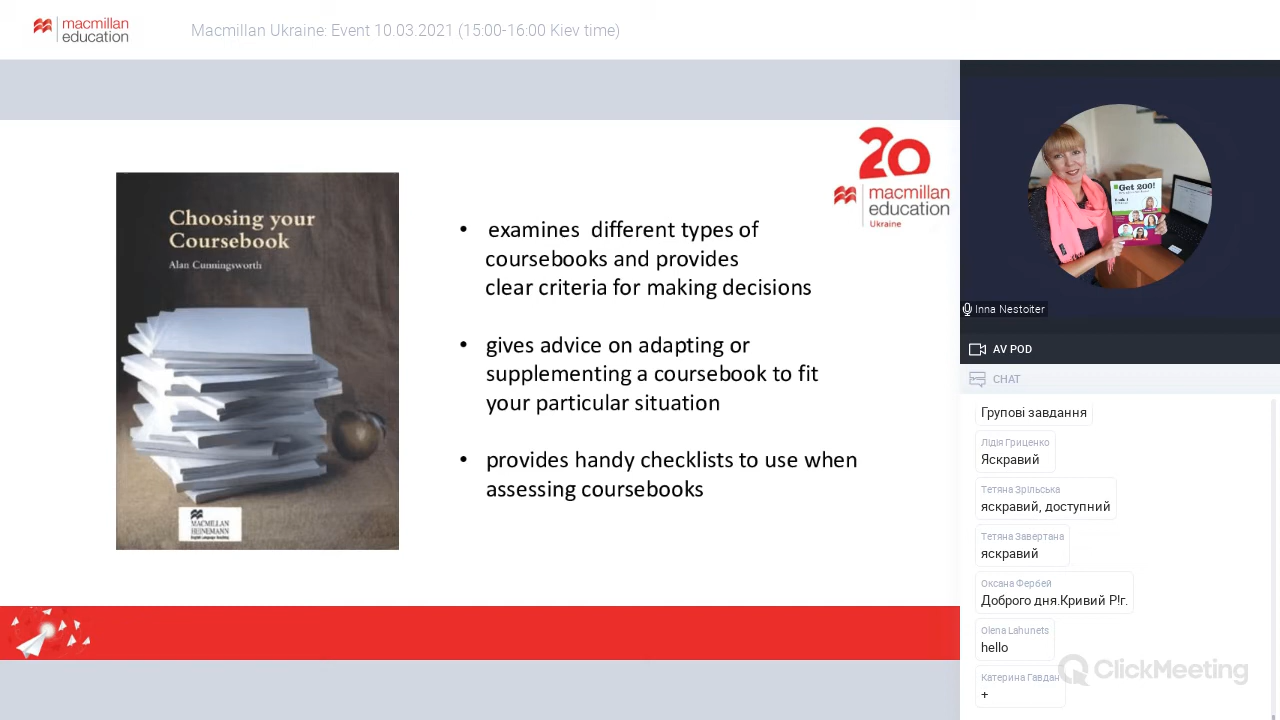 macmillan
education
Macmillan Ukraine: Event 10.03.2021 (15:00-16:00 Kiev time)
20
macmillan
education
Ukraine
Choosing your
Coursebook
Alan Cunningsworth
MACMILLAN
HEINEMANN
English Language Teaching
• examines different types of
coursebooks and provides
clear criteria for making decisions
• gives advice on adapting or
supplementing a coursebook to fit
your particular situation
• provides handy checklists to use when
assessing coursebooks
Get 200!
Inna Nestoiter
AV POD
CHAT
Групові завдання
Лідія Гриценко
Яскравий
Тетяна Зрільська
яскравий, доступний
Тетяна Завертана
яскравий
Оксана Фербей
Доброго дня.Кривий Р!г.
Olena Lahunets
hello
Катерина Гавдан
+
ClickMeeting